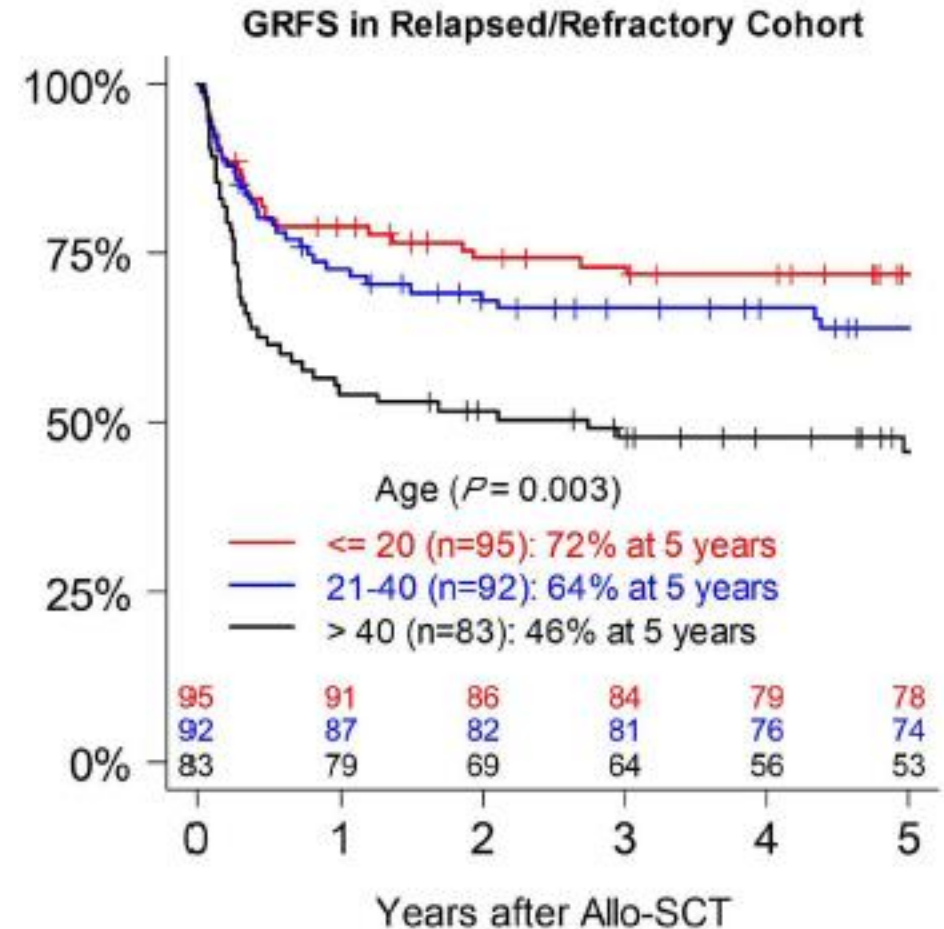 GRFS in Relapsed/Refractory Cohort
100%
75%
50%
25%
0%
Age (P= 0.003)
<= 20 (n=95): 72% at 5 years
21-40 (n=92): 64% at 5 years
> 40 (n=83): 46% at 5 years
95 91 86 84 79 78
92 87 82 81 76 74
83 79 69 64 56 53
0 1 2 3 4 5
Years after Allo-SCT